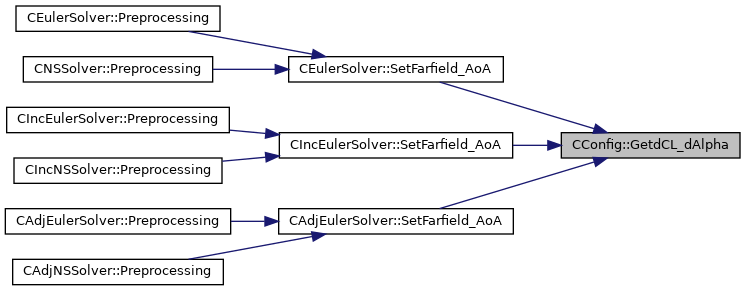 CEulerSolver::Preprocessing
CNSSolver::Preprocessing
CEulerSolver::SetFarfield_AoA
CIncEulerSolver::Preprocessing
CIncEulerSolver::SetFarfield_AoA
CConfig::GetdCL_dAlpha
CIncNSSolver::Preprocessing
CAdjEulerSolver::Preprocessing
CAdjEulerSolver::SetFarfield_AoA
CAdjNSSolver::Preprocessing